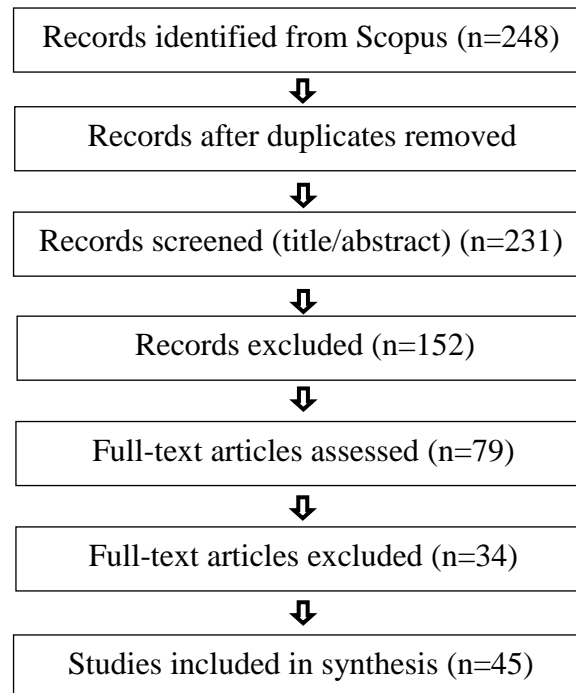 Records identified from Scopus (n=248)
Records after duplicates removed
Records screened (title/abstract) (n=231)
Records excluded (n=152)
Full-text articles assessed (n=79)
Full-text articles excluded (n=34)
Studies included in synthesis (n=45)